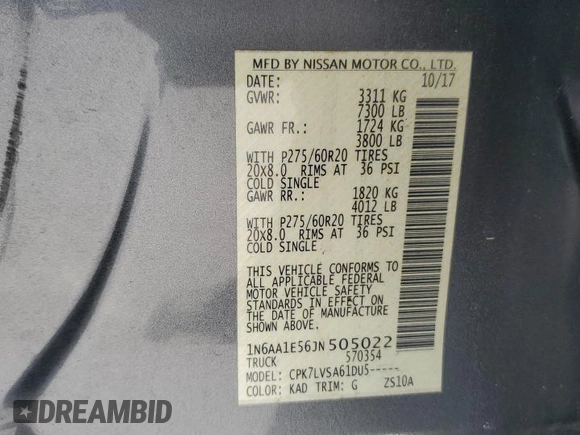 MFD BY NISSAN MOTOR CO., LTD.
DATE: 10/17
GVWR: 3311 KG
7300 LB
GAWR FR.: 1724 KG
3800 LB
WITH P275/60R20 TIRES
20X8.0 RIMS AT 36 PSI
COLD SINGLE
GAWR RR.: 1820 KG
4012 LB
WITH P275/60R20 TIRES
20X8.0 RIMS AT 36 PSI
COLD SINGLE
THIS VEHICLE CONFORMS TO
ALL APPLICABLE FEDERAL
MOTOR VEHICLE SAFETY
STANDARDS IN EFFECT ON
THE DATE OF MANUFACTURE
SHOWN ABOVE.
1N6AA1E56JN505022
TRUCK 570354
MODEL: CPK7LVSA61DU5-----
COLOR: KAD TRIM: G ZS10A
DREAMBID